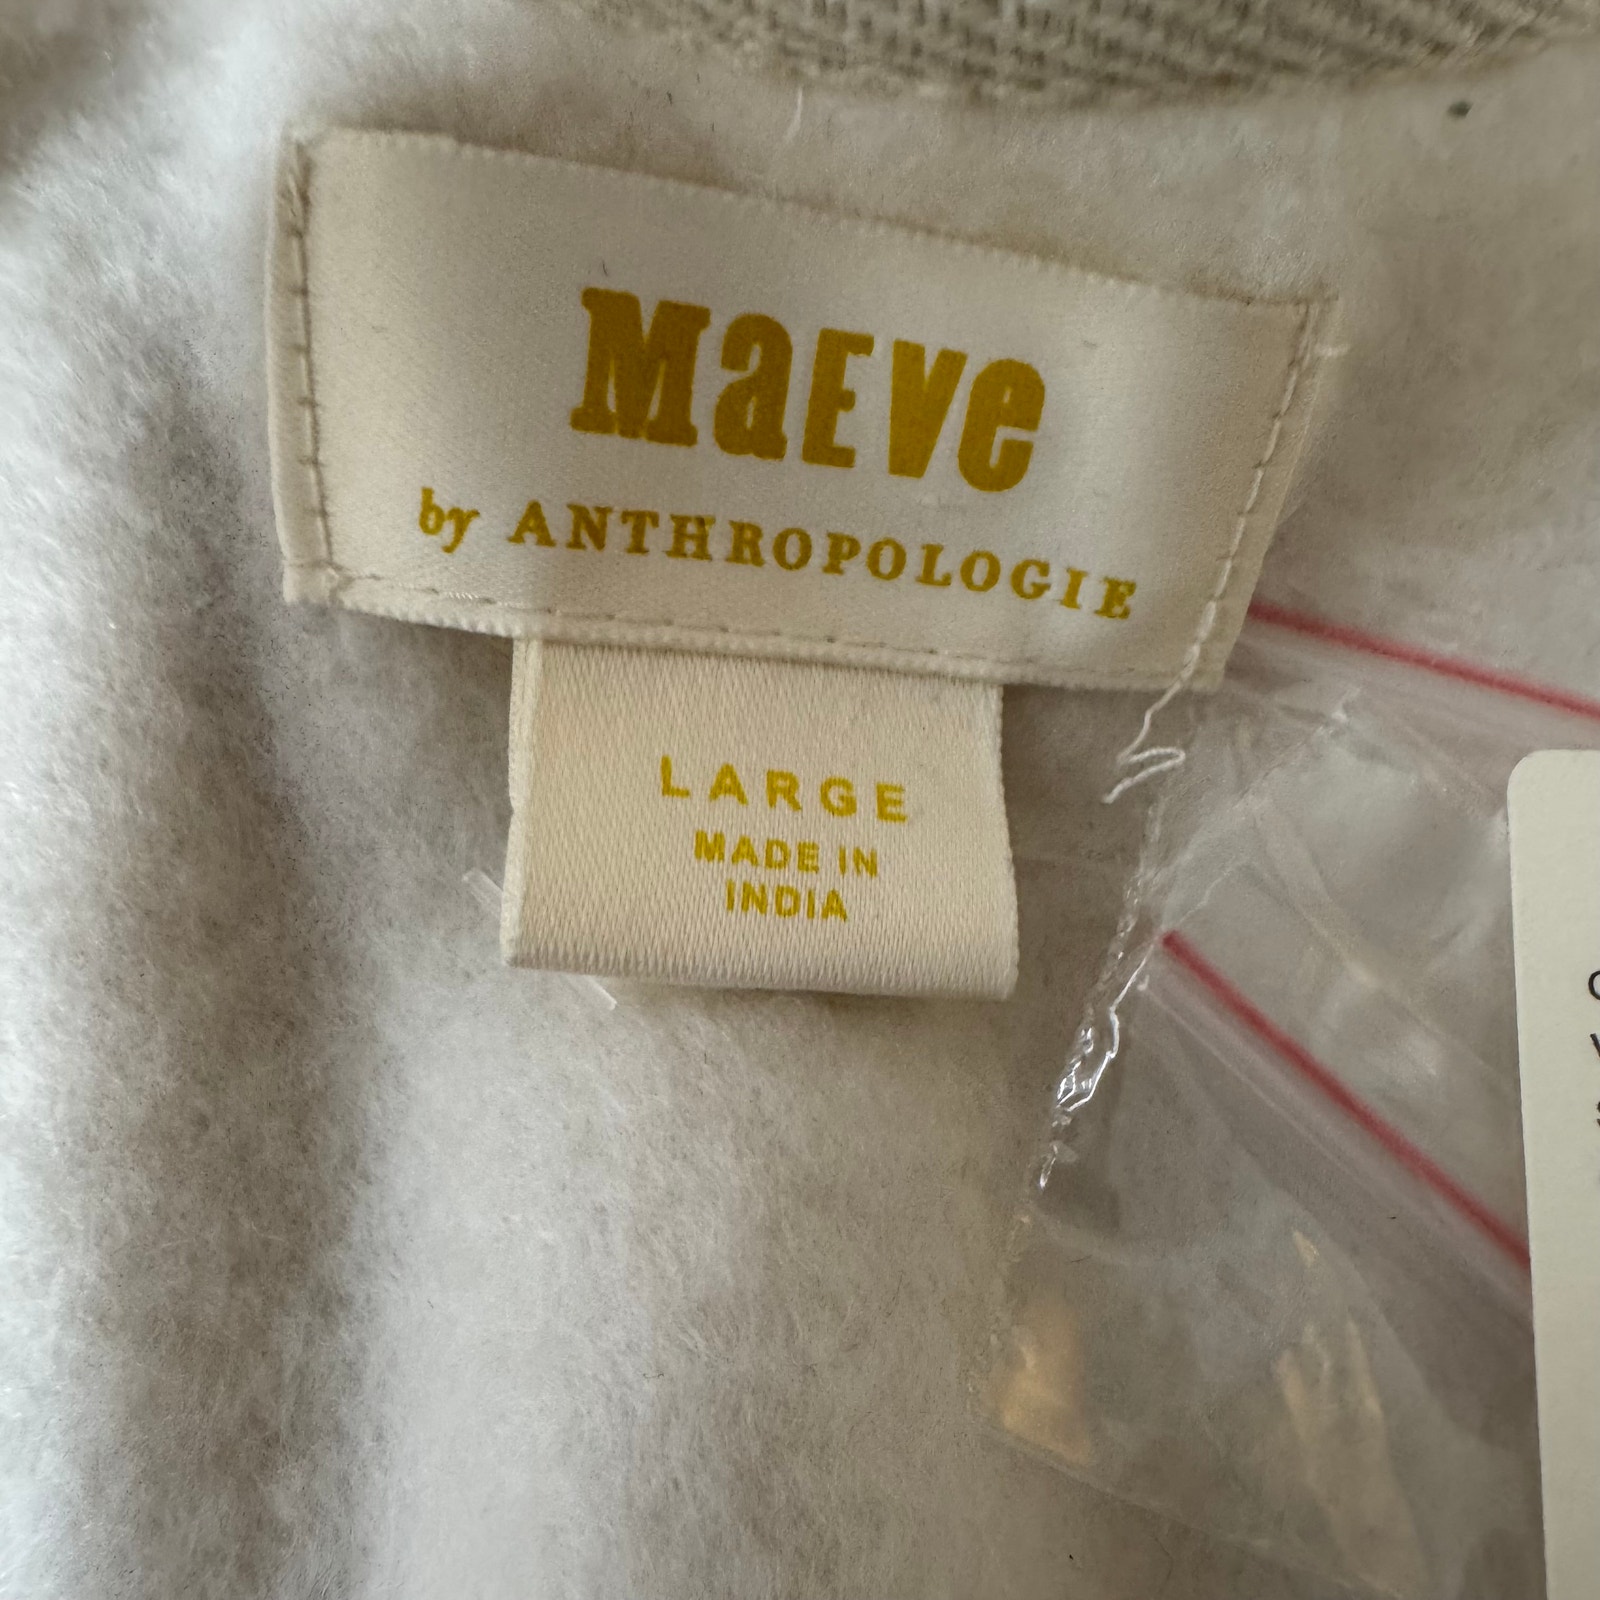 MaEve
by ANTHROPOLOGIE
LARGE
MADE IN
INDIA